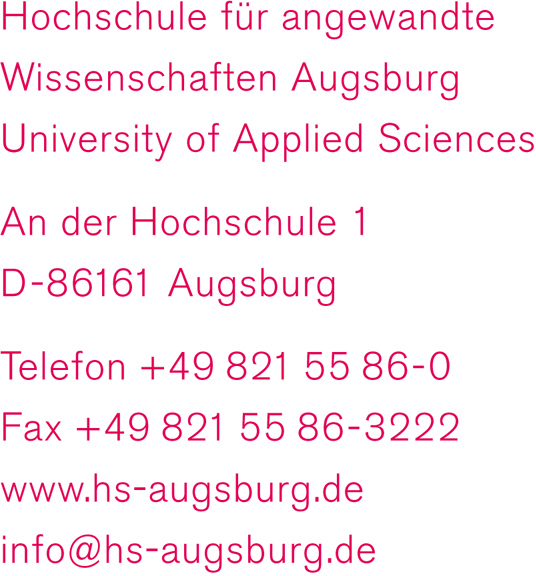 Hochschule für angewandte
Wissenschaften Augsburg
University of Applied Sciences
An der Hochschule 1
D-86161 Augsburg
Telefon +49 821 55 86-0
Fax +49 821 55 86-3222
www.hs-augsburg.de
info@hs-augsburg.de